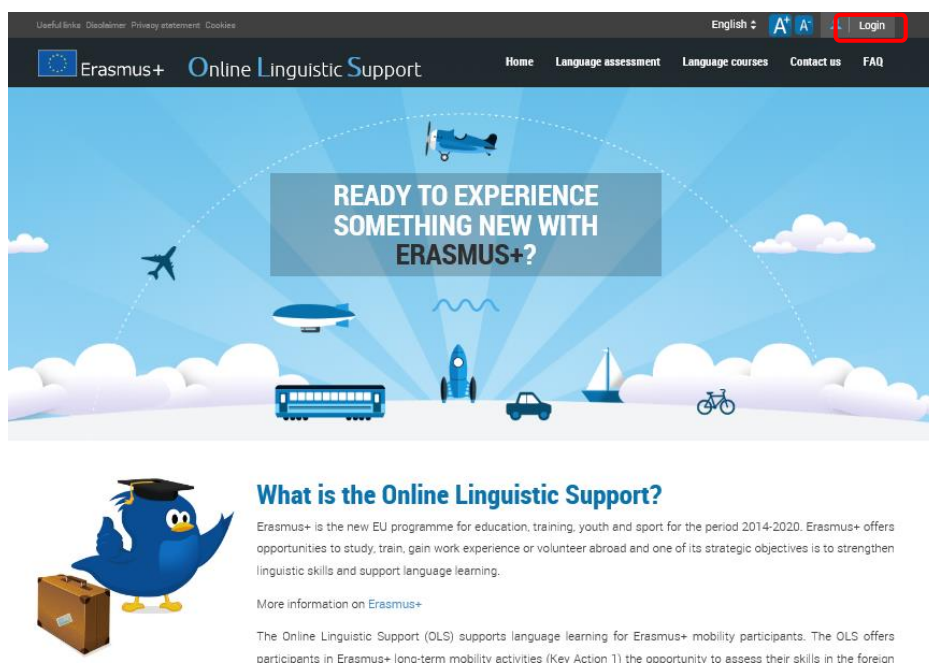 Useful links Disclaimer Privacy statement Cookies English Login
A+ A-
Erasmus+ Online Linguistic Support Home Language assessment Language courses Contact us FAQ
READY TO EXPERIENCE
SOMETHING NEW WITH
ERASMUS+?
What is the Online Linguistic Support?
Erasmus+ is the new EU programme for education, training, youth and sport for the period 2014-2020. Erasmus+ offers
opportunities to study, train, gain work experience or volunteer abroad and one of its strategic objectives is to strengthen
linguistic skills and support language learning.
More information on Erasmus+
The Online Linguistic Support (OLS) supports language learning for Erasmus+ mobility participants. The OLS offers
participants in Erasmus+ long-term mobility activities (Key Action 1) the opportunity to assess their skills in the foreign